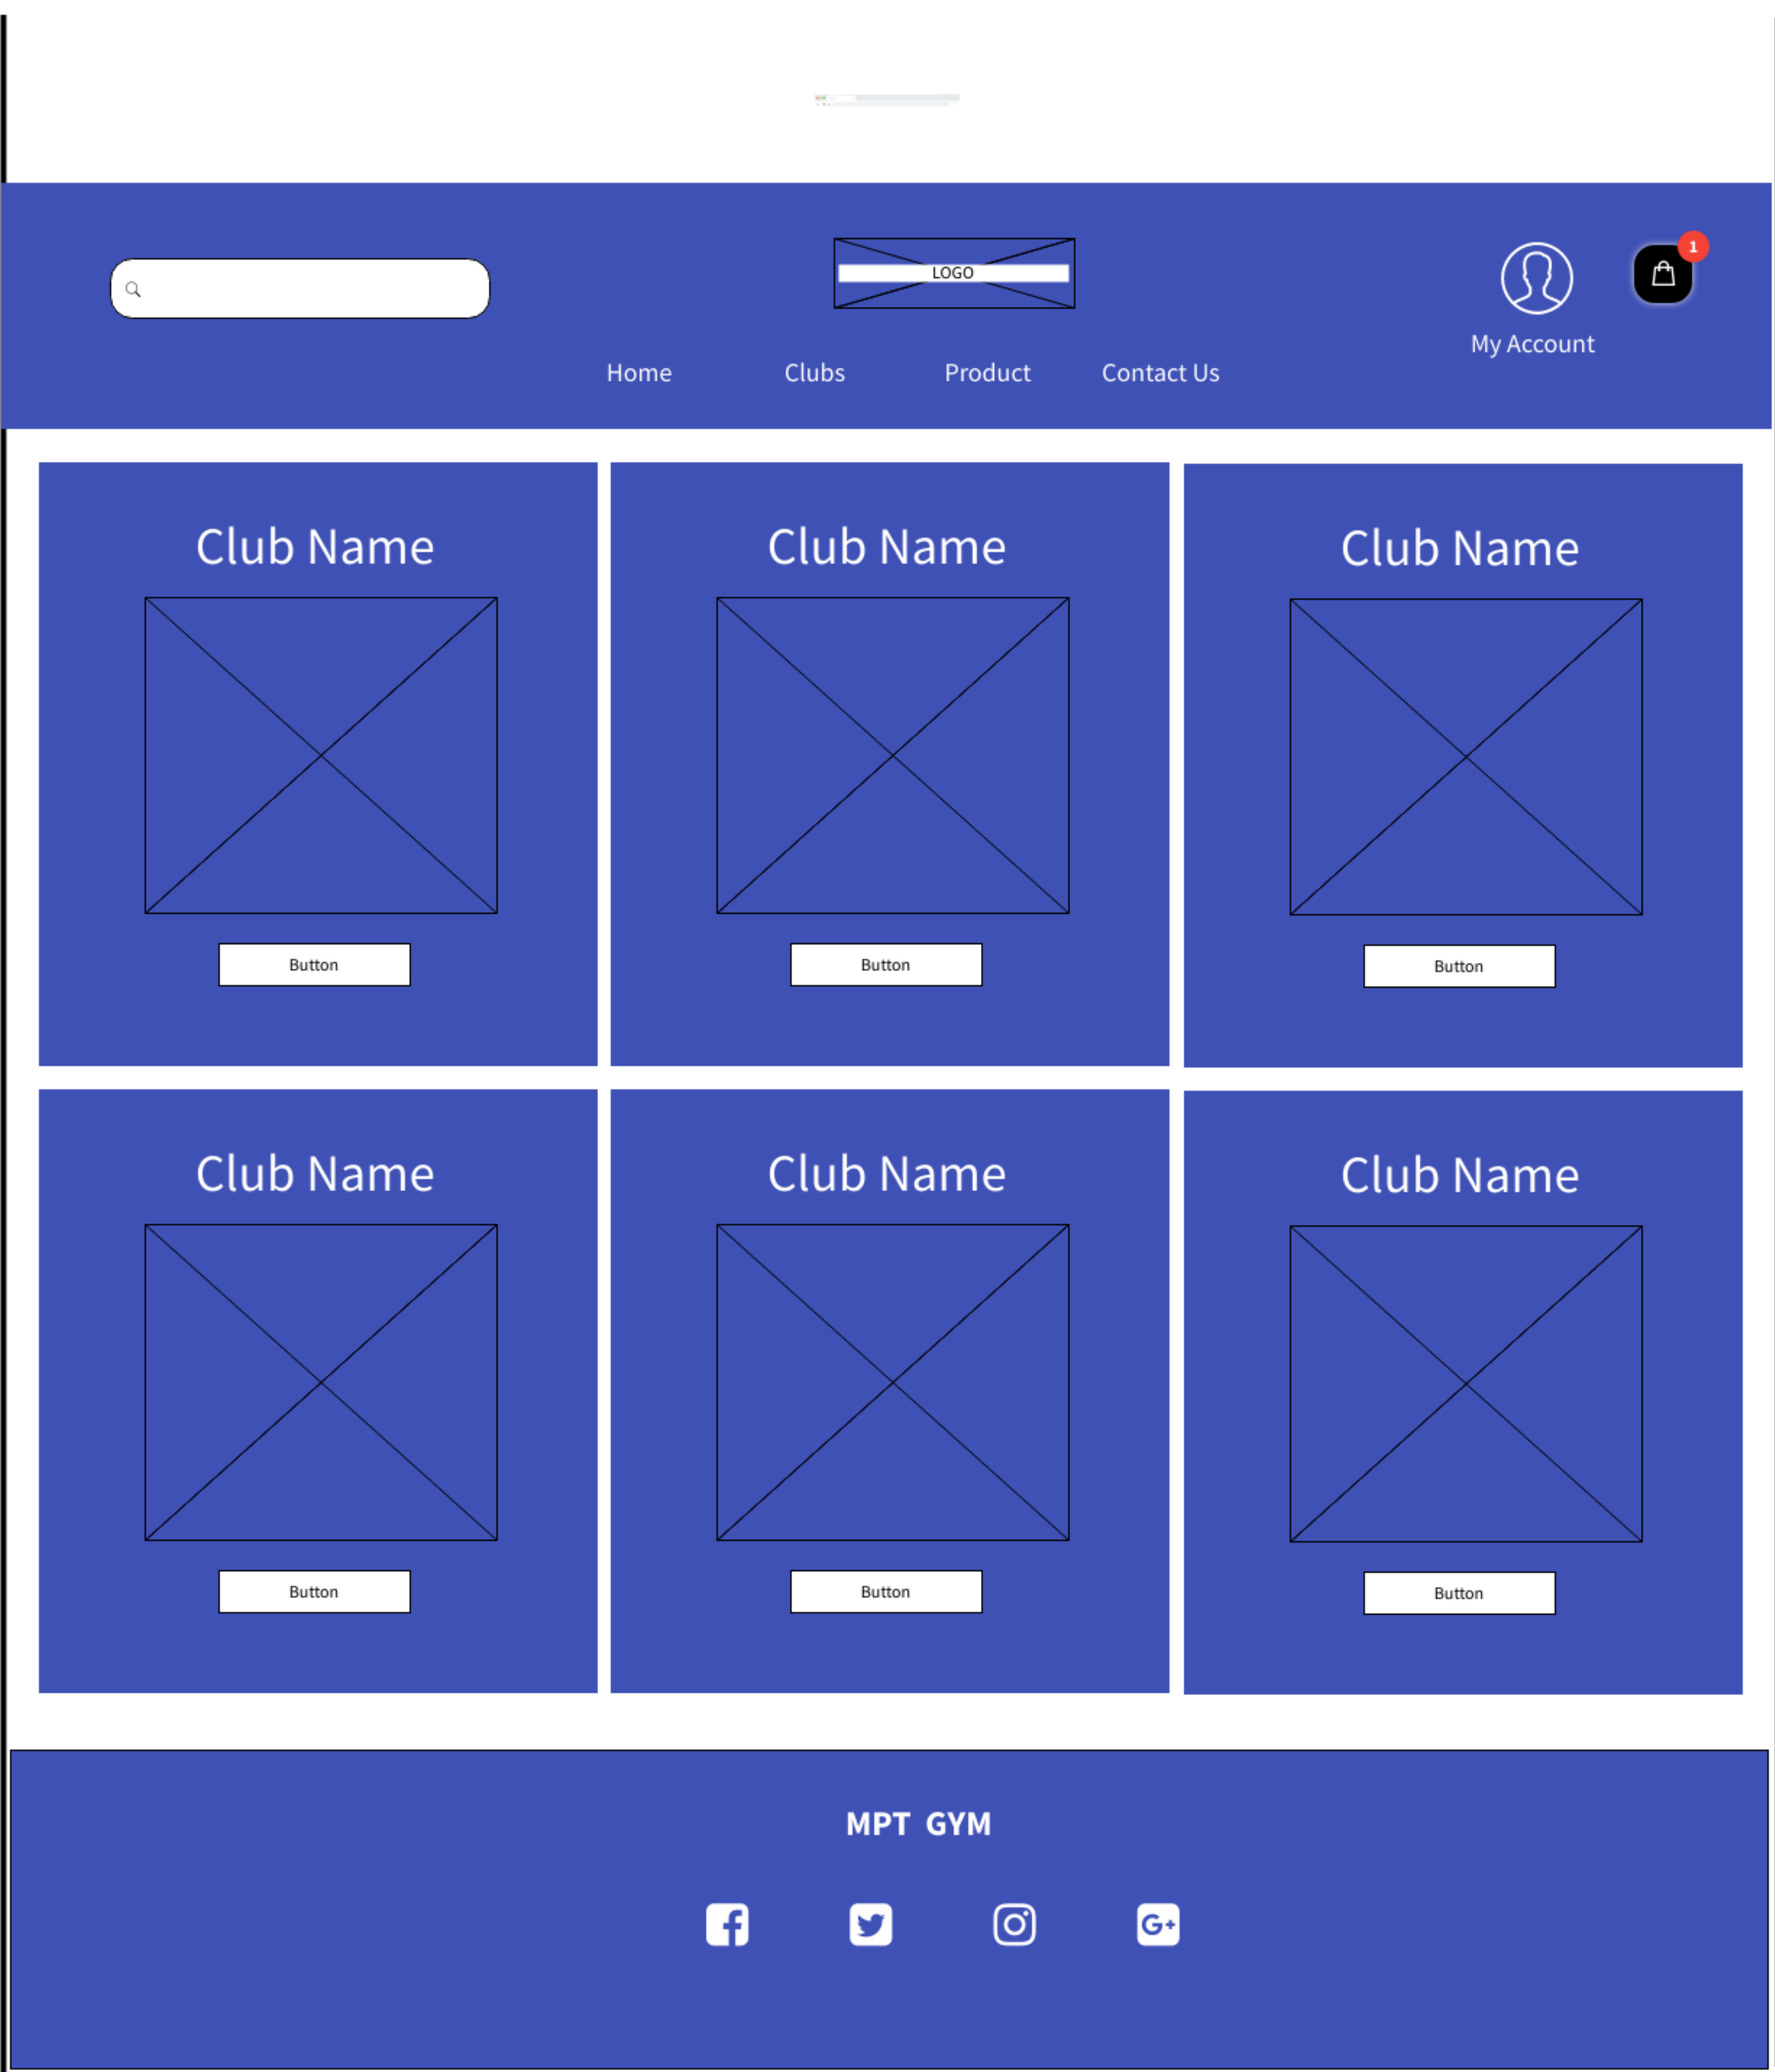 LOGO
1
My Account
Home Clubs Product Contact Us
Club Name Club Name Club Name
Button Button Button
Club Name Club Name Club Name
Button Button Button
MPT GYM
G+